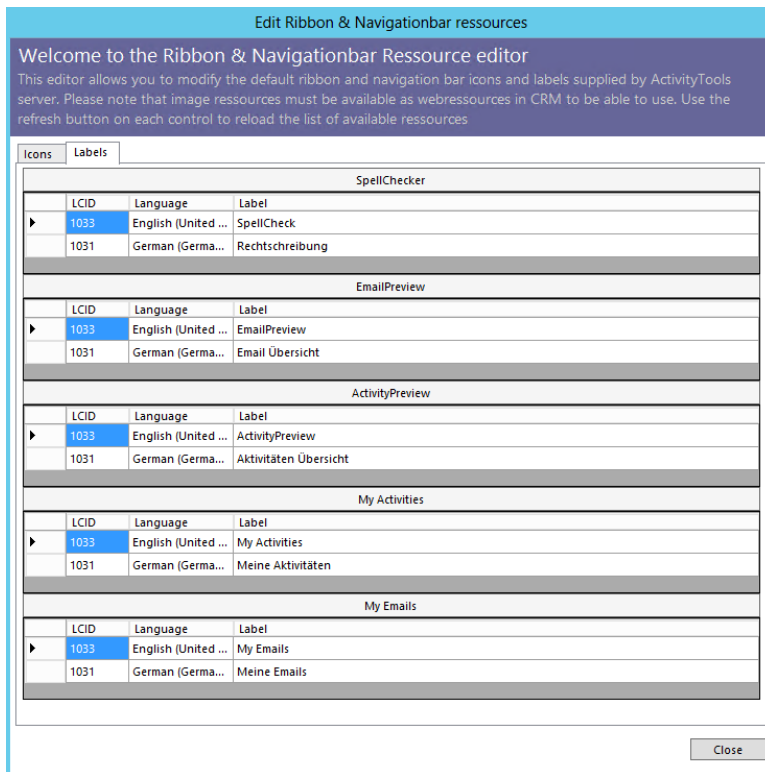 Edit Ribbon & Navigationbar ressources
Welcome to the Ribbon & Navigationbar Ressource editor
This editor allows you to modify the default ribbon and navigation bar icons and labels supplied by ActivityTools
server. Please note that image ressources must be available as webressources in CRM to be able to use. Use the
refresh button on each control to reload the list of available ressources
Icons Labels
SpellChecker
LCID Language Label
1033 English (United ... SpellCheck
1031 German (Germa... Rechtschreibung
EmailPreview
LCID Language Label
1033 English (United ... EmailPreview
1031 German (Germa... Email Übersicht
ActivityPreview
LCID Language Label
1033 English (United ... ActivityPreview
1031 German (Germa... Aktivitäten Übersicht
My Activities
LCID Language Label
1033 English (United ... My Activities
1031 German (Germa... Meine Aktivitäten
My Emails
LCID Language Label
1033 English (United ... My Emails
1031 German (Germa... Meine Emails
Close